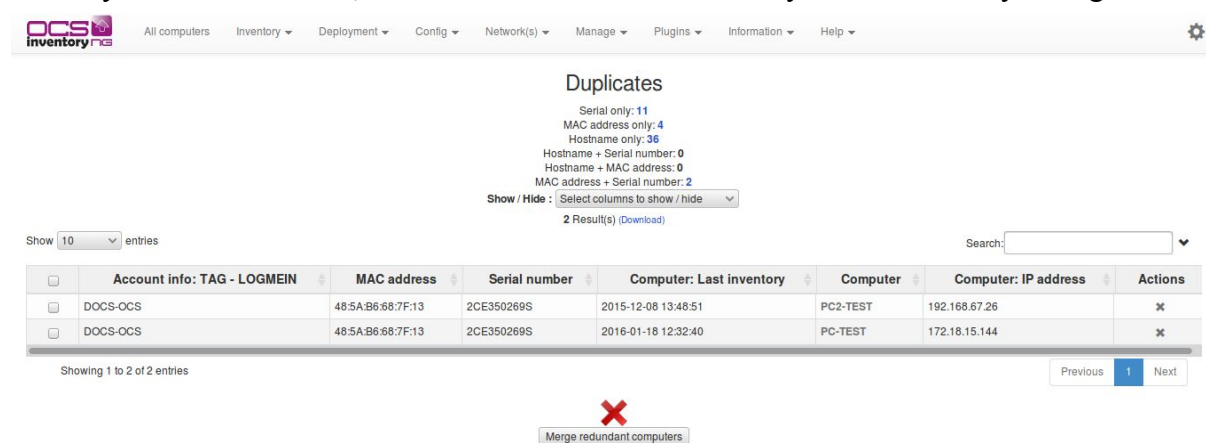 OCS inventory NG
All computers Inventory Deployment Config Network(s) Manage Plugins Information Help
Duplicates
Serial only: 11
MAC address only: 4
Hostname only: 36
Hostname + Serial number: 0
Hostname + MAC address: 0
MAC address + Serial number: 2
Show / Hide : Select columns to show / hide
2 Result(s) (Download)
Show 10 entries Search:
Account info: TAG - LOGMEIN MAC address Serial number Computer: Last inventory Computer Computer: IP address Actions
DOCS-OCS 48:5A:B6:68:7F:13 2CE350269S 2015-12-08 13:48:51 PC2-TEST 192.168.67.26
DOCS-OCS 48:5A:B6:68:7F:13 2CE350269S 2016-01-18 12:32:40 PC-TEST 172.18.15.144
Showing 1 to 2 of 2 entries Previous 1 Next
Merge redundant computers